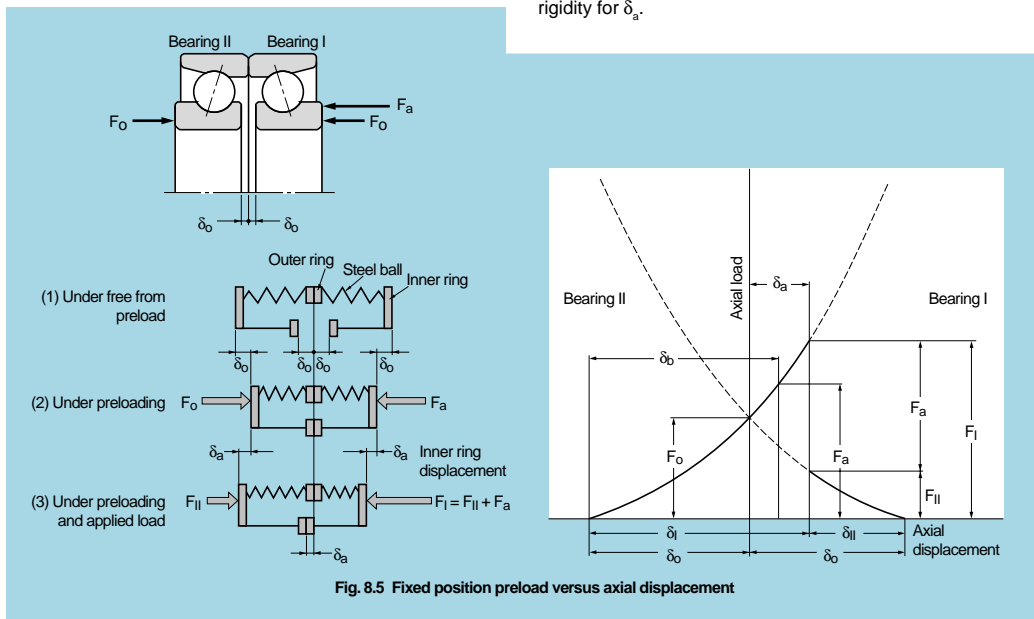 rigidity for δa.
Bearing II Bearing I
Fa
Fo Fo
δo δo
Outer ring
Steel ball
Inner ring
(1) Under free from
preload
δo δo δo δo
(2) Under preloading Fo Fa
δa δa Inner ring
displacement
(3) Under preloading
and applied load
FII FI = FII + Fa
δa
Axial load
δa
Bearing II Bearing I
δb
Fo Fa Fa FI
FII
δI δII Axial
displacement
δo δo
Fig. 8.5 Fixed position preload versus axial displacement